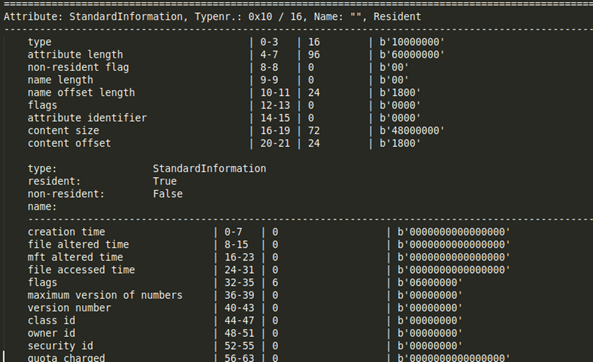 ================================================================================
Attribute: StandardInformation, Typenr.: 0x10 / 16, Name: "", Resident
--------------------------------------------------------------------------------
type | 0-3 | 16 | b'10000000'
attribute length | 4-7 | 96 | b'60000000'
non-resident flag | 8-8 | 0 | b'00'
name length | 9-9 | 0 | b'00'
name offset length | 10-11 | 24 | b'1800'
flags | 12-13 | 0 | b'0000'
attribute identifier | 14-15 | 0 | b'0000'
content size | 16-19 | 72 | b'48000000'
content offset | 20-21 | 24 | b'1800'
type: StandardInformation
resident: True
non-resident: False
name:
--------------------------------------------------------------------------------
creation time | 0-7 | 0 | b'0000000000000000'
file altered time | 8-15 | 0 | b'0000000000000000'
mft altered time | 16-23 | 0 | b'0000000000000000'
file accessed time | 24-31 | 0 | b'0000000000000000'
flags | 32-35 | 6 | b'06000000'
maximum version of numbers | 36-39 | 0 | b'00000000'
version number | 40-43 | 0 | b'00000000'
class id | 44-47 | 0 | b'00000000'
owner id | 48-51 | 0 | b'00000000'
security id | 52-55 | 0 | b'00000000'
quota charged | 56-63 | 0 | b'0000000000000000'